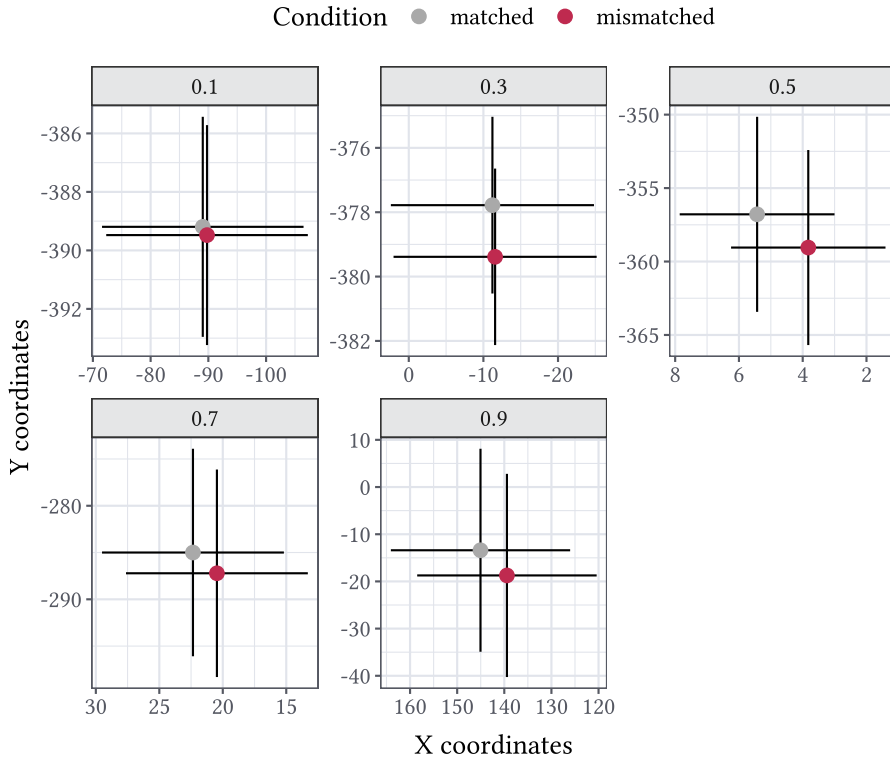 Condition matched mismatched
0.1 0.3 0.5
-386 -388 -390 -392
-70 -80 -90 -100
-376 -378 -380 -382
0 -10 -20
-350 -355 -360 -365
8 6 4 2
0.7 0.9
-280 -290
30 25 20 15
10 0 -10 -20 -30 -40
160 150 140 130 120
Y coordinates
X coordinates